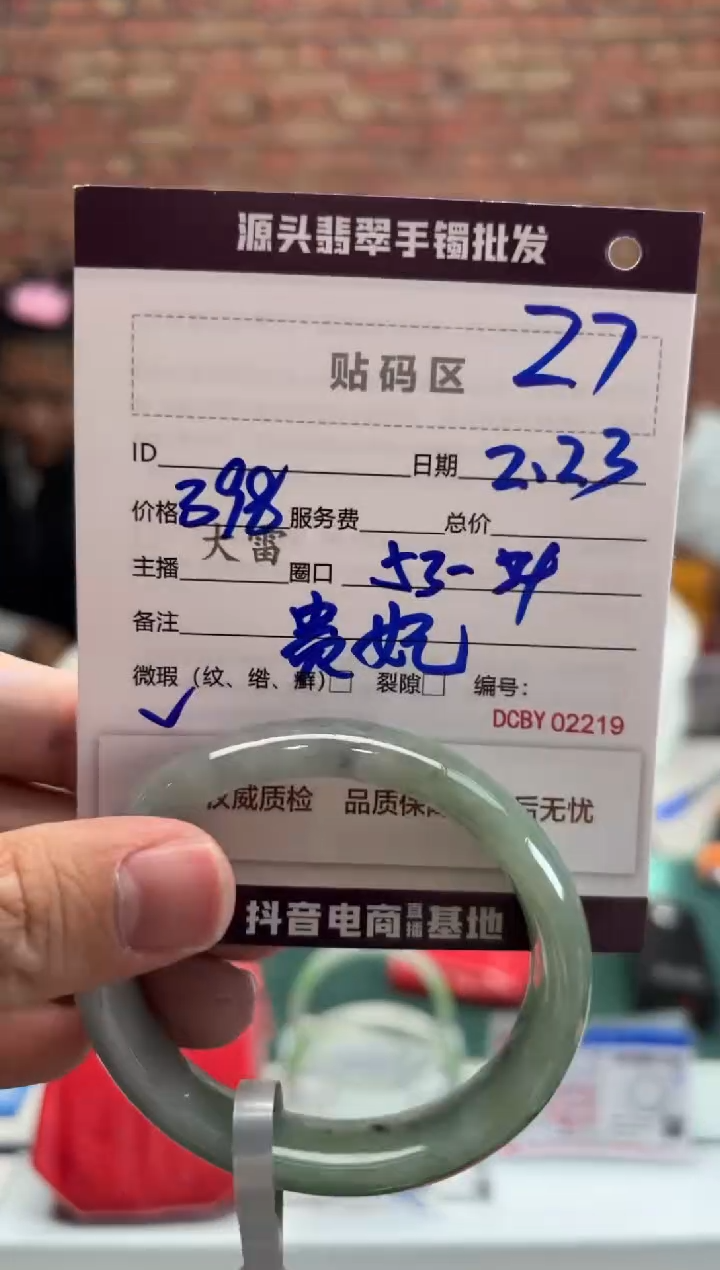 源头翡翠手镯批发
贴码区 27
ID 日期 2.23
价格 398 服务费 总价
大雷
主播 圈口 53-54
备注 贵妃
微瑕（纹、绺、癣）□ 裂隙□ 编号：
✓ DCBY 02219
权威质检 品质保 后无忧
抖音电商直播基地